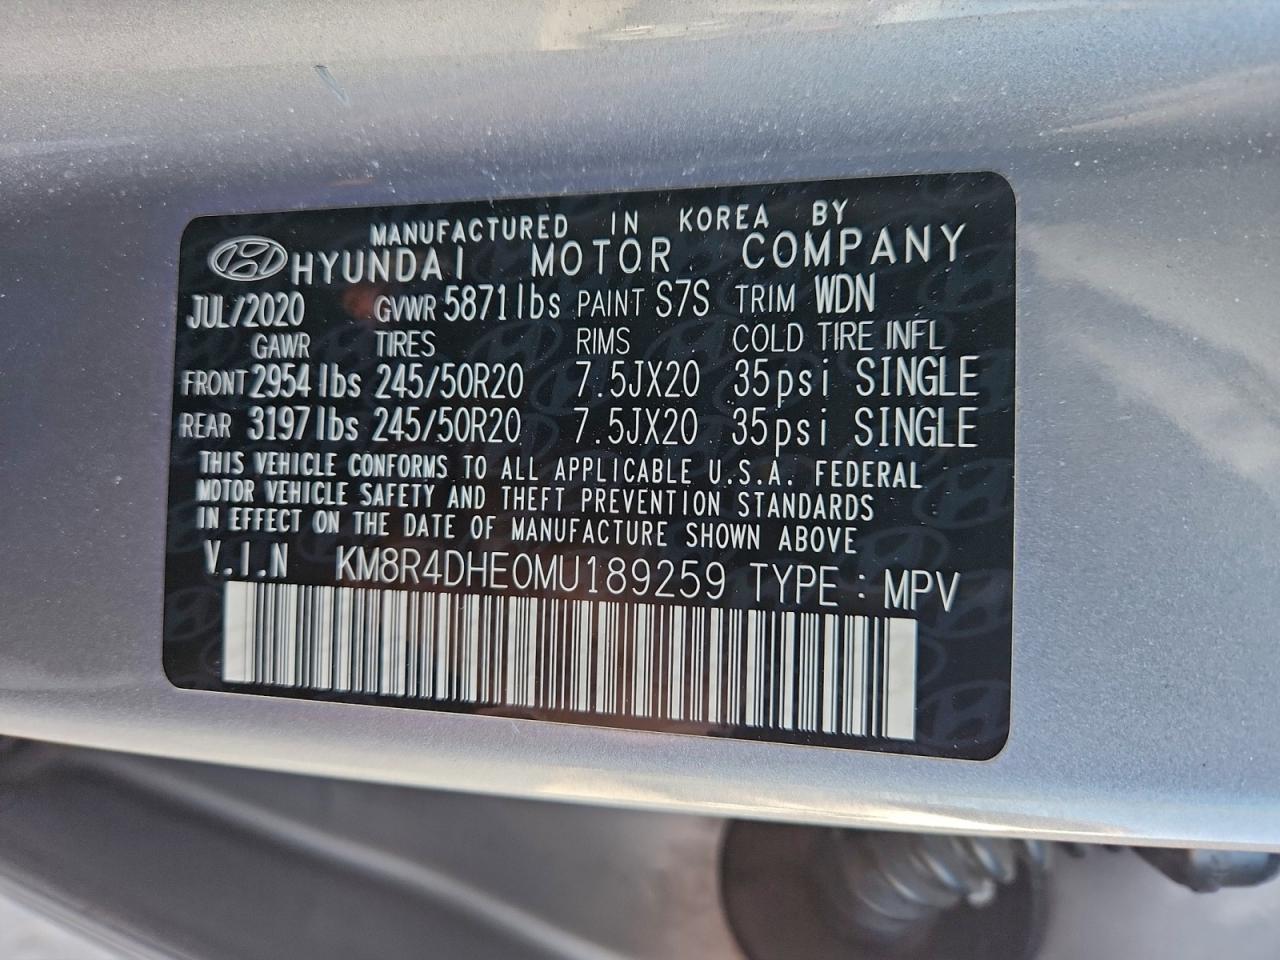 MANUFACTURED IN KOREA BY
HYUNDAI MOTOR COMPANY
JUL/2020 GVWR 5871lbs PAINT S7S TRIM WDN
GAWR TIRES RIMS COLD TIRE INFL
FRONT 2954lbs 245/50R20 7.5JX20 35psi SINGLE
REAR 3197lbs 245/50R20 7.5JX20 35psi SINGLE
THIS VEHICLE CONFORMS TO ALL APPLICABLE U.S.A. FEDERAL
MOTOR VEHICLE SAFETY AND THEFT PREVENTION STANDARDS
IN EFFECT ON THE DATE OF MANUFACTURE SHOWN ABOVE
V.I.N KM8R4DHE0MU189259 TYPE : MPV